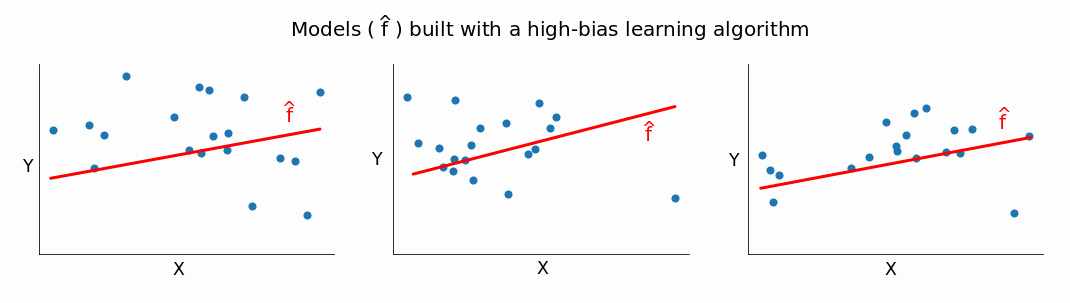 Models ( f̂ ) built with a high-bias learning algorithm
f̂
Y
X
f̂
Y
X
f̂
Y
X